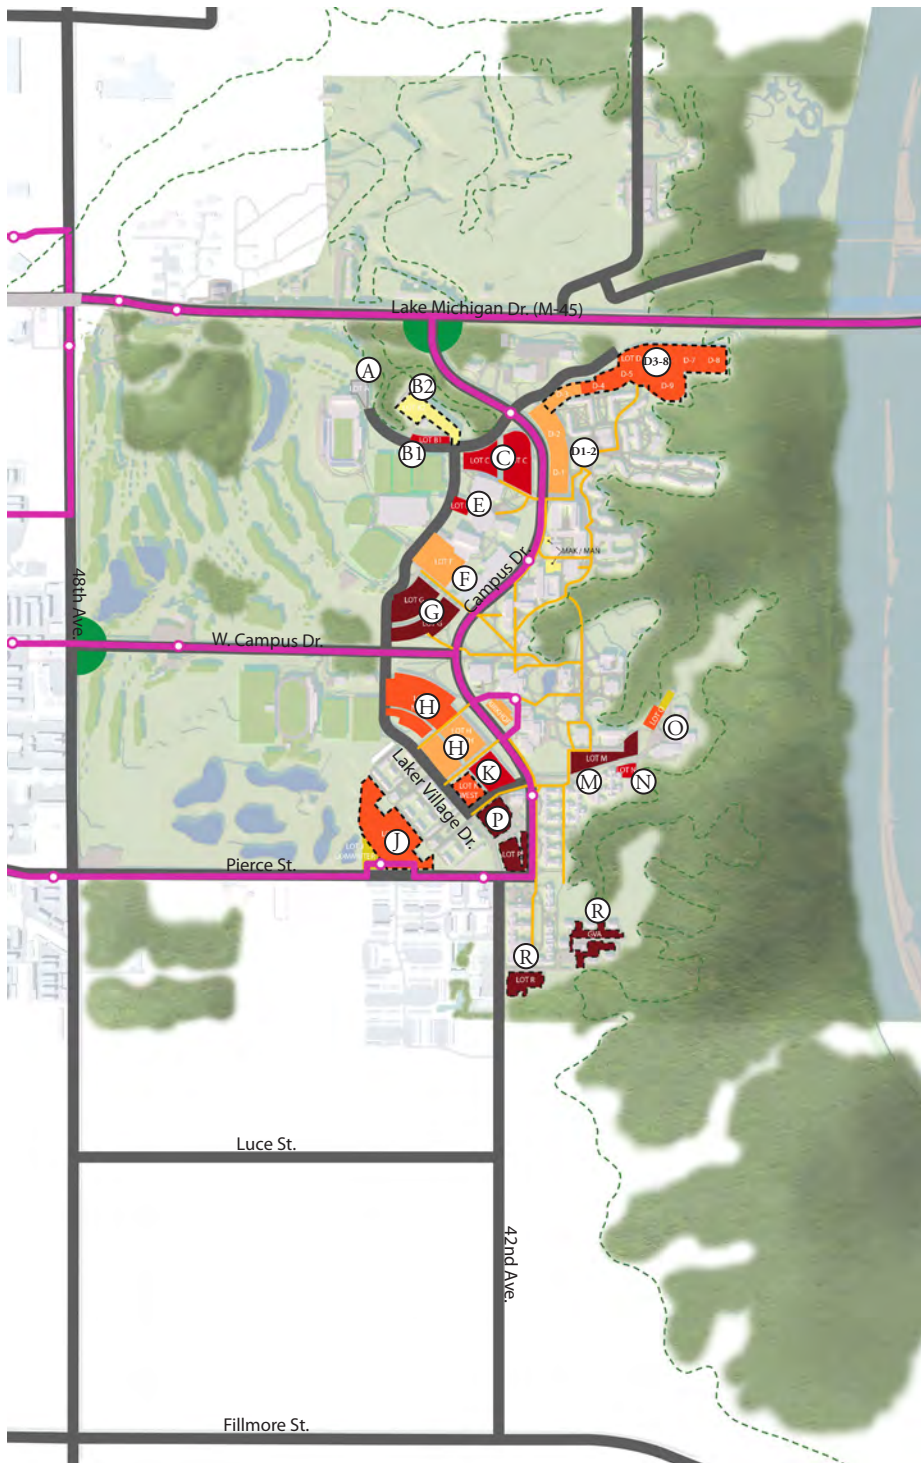 Lake Michigan Dr. (M-45)
A
B2
LOT D
D3-8
D-7
D-8
D-5
D-4
D-9
LOT B1
B1
D-2
D1-2
D-1
LOT C
C
E
LOT F
F
MAK / MAN
Campus Dr.
LOT G
G
48th Ave.
W. Campus Dr.
H
LOT H
H
O
K
LOT K
WEST
LOT M
M
LOT N
N
Laker Village Dr.
P
LOT P
J
Pierce St.
R
GVA
R
LOT R
Luce St.
42nd Ave.
Fillmore St.